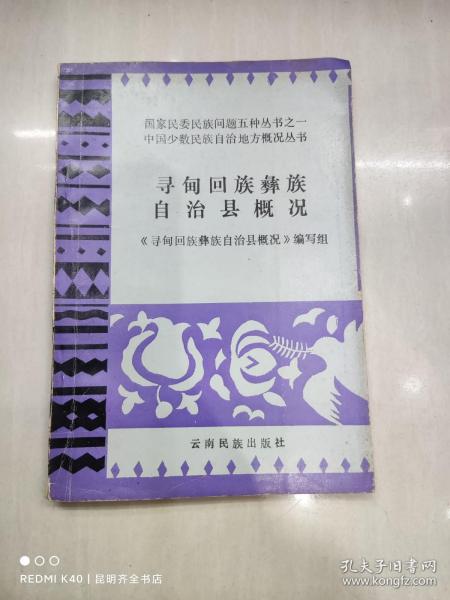 国家民委民族问题五种丛书之一
中国少数民族自治地方概况丛书
寻甸回族彝族
自治县概况
《寻甸回族彝族自治县概况》编写组
云南民族出版社
REDMI K40 | 昆明齐全书店
孔夫子旧书网
www.kongfz.com